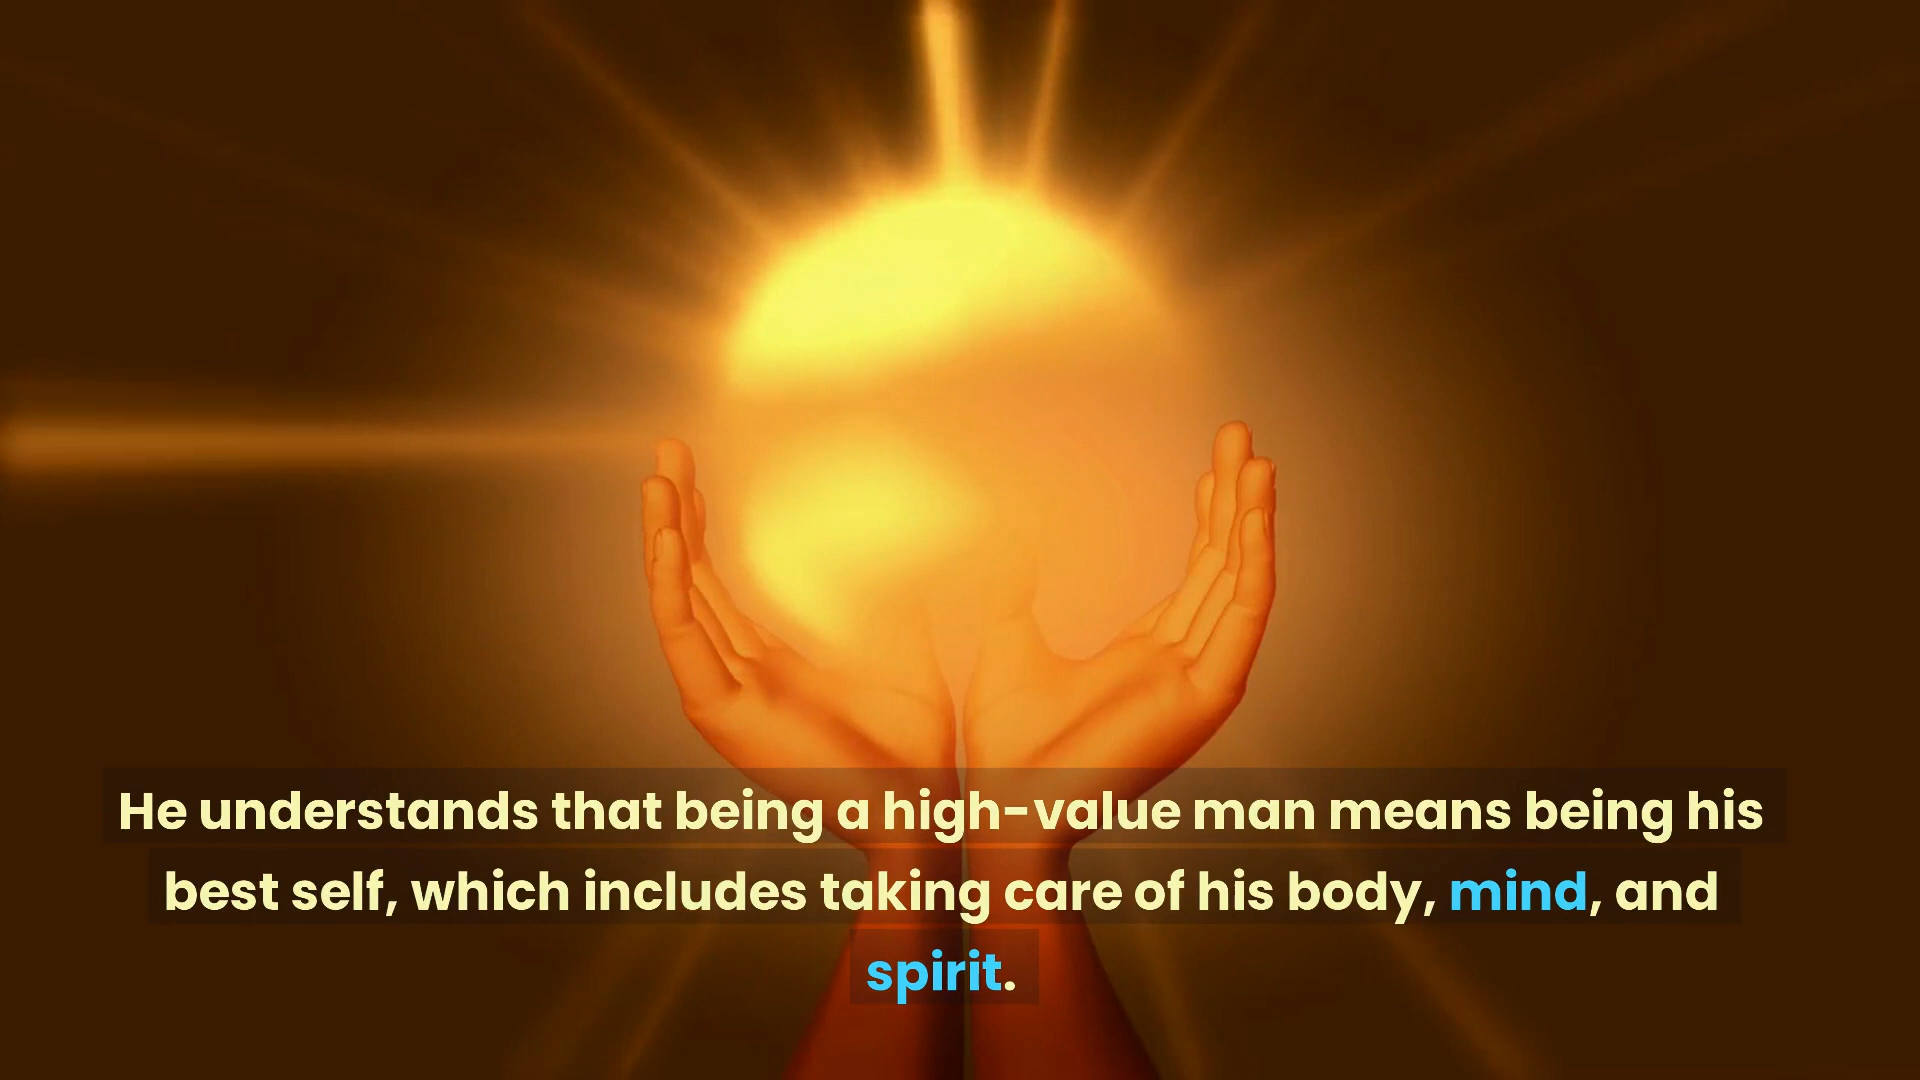 He understands that being a high-value man means being his
best self, which includes taking care of his body, mind, and
spirit.